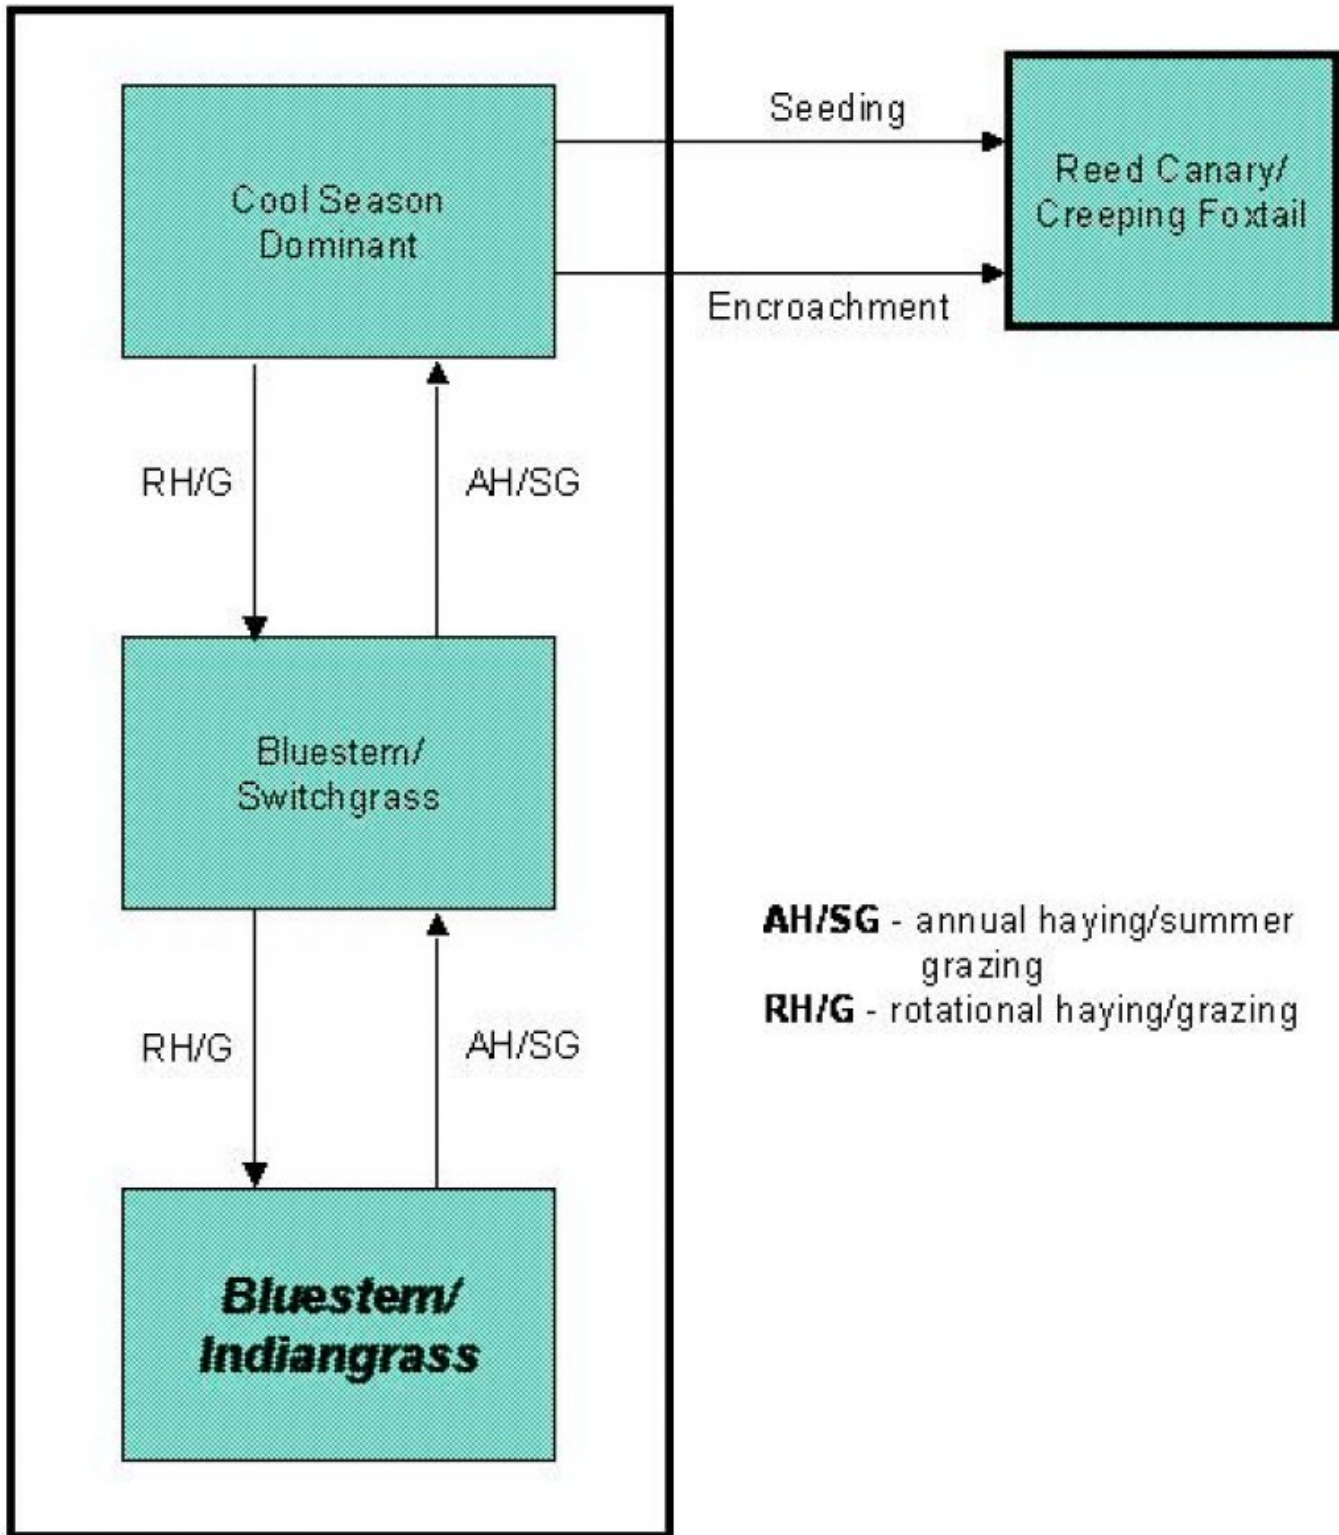 Seeding
Cool Season
Dominant
Reed Canary/
Creeping Foxtail
Encroachment
RH/G
AH/SG
Bluestem/
Switchgrass
AH/SG - annual haying/summer
grazing
RH/G - rotational haying/grazing
RH/G
AH/SG
Bluestem/
Indiangrass